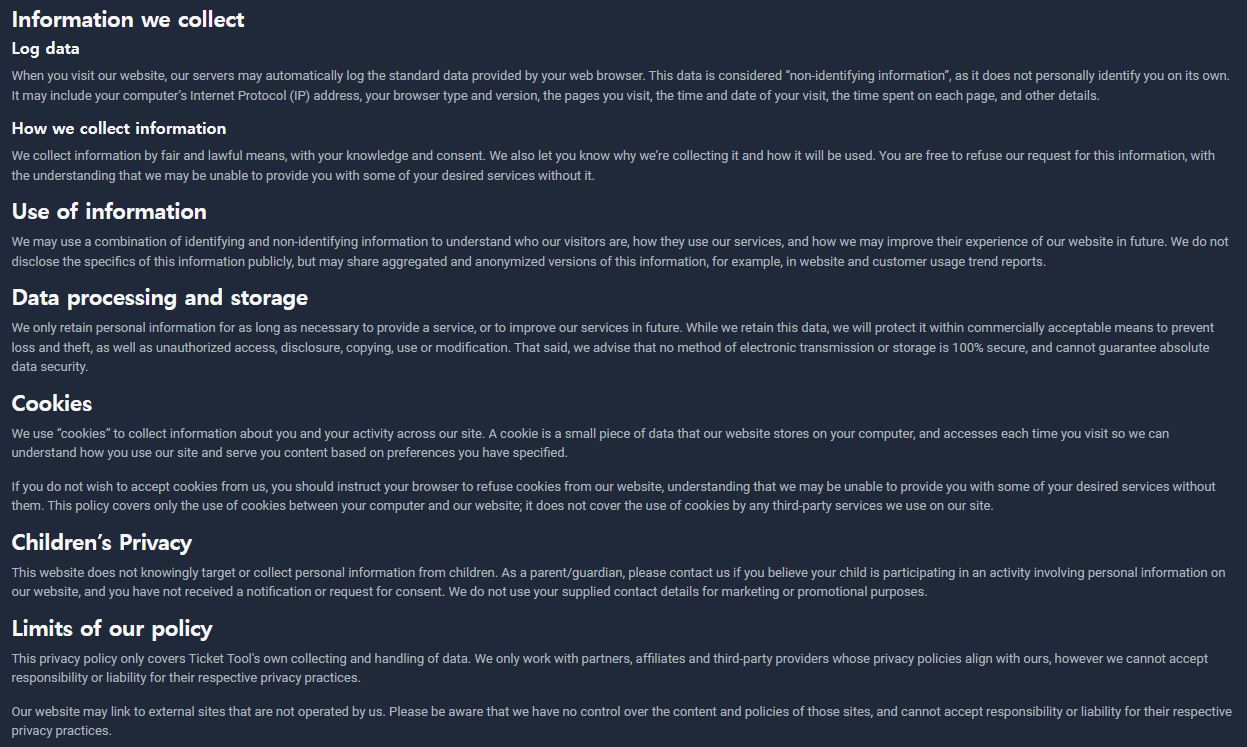 Information we collect
Log data
When you visit our website, our servers may automatically log the standard data provided by your web browser. This data is considered “non-identifying information”, as it does not personally identify you on its own.
It may include your computer’s Internet Protocol (IP) address, your browser type and version, the pages you visit, the time and date of your visit, the time spent on each page, and other details.
How we collect information
We collect information by fair and lawful means, with your knowledge and consent. We also let you know why we’re collecting it and how it will be used. You are free to refuse our request for this information, with
the understanding that we may be unable to provide you with some of your desired services without it.
Use of information
We may use a combination of identifying and non-identifying information to understand who our visitors are, how they use our services, and how we may improve their experience of our website in future. We do not
disclose the specifics of this information publicly, but may share aggregated and anonymized versions of this information, for example, in website and customer usage trend reports.
Data processing and storage
We only retain personal information for as long as necessary to provide a service, or to improve our services in future. While we retain this data, we will protect it within commercially acceptable means to prevent
loss and theft, as well as unauthorized access, disclosure, copying, use or modification. That said, we advise that no method of electronic transmission or storage is 100% secure, and cannot guarantee absolute
data security.
Cookies
We use “cookies” to collect information about you and your activity across our site. A cookie is a small piece of data that our website stores on your computer, and accesses each time you visit so we can
understand how you use our site and serve you content based on preferences you have specified.
If you do not wish to accept cookies from us, you should instruct your browser to refuse cookies from our website, understanding that we may be unable to provide you with some of your desired services without
them. This policy covers only the use of cookies between your computer and our website; it does not cover the use of cookies by any third-party services we use on our site.
Children’s Privacy
This website does not knowingly target or collect personal information from children. As a parent/guardian, please contact us if you believe your child is participating in an activity involving personal information on
our website, and you have not received a notification or request for consent. We do not use your supplied contact details for marketing or promotional purposes.
Limits of our policy
This privacy policy only covers Ticket Tool's own collecting and handling of data. We only work with partners, affiliates and third-party providers whose privacy policies align with ours, however we cannot accept
responsibility or liability for their respective privacy practices.
Our website may link to external sites that are not operated by us. Please be aware that we have no control over the content and policies of those sites, and cannot accept responsibility or liability for their respective
privacy practices.